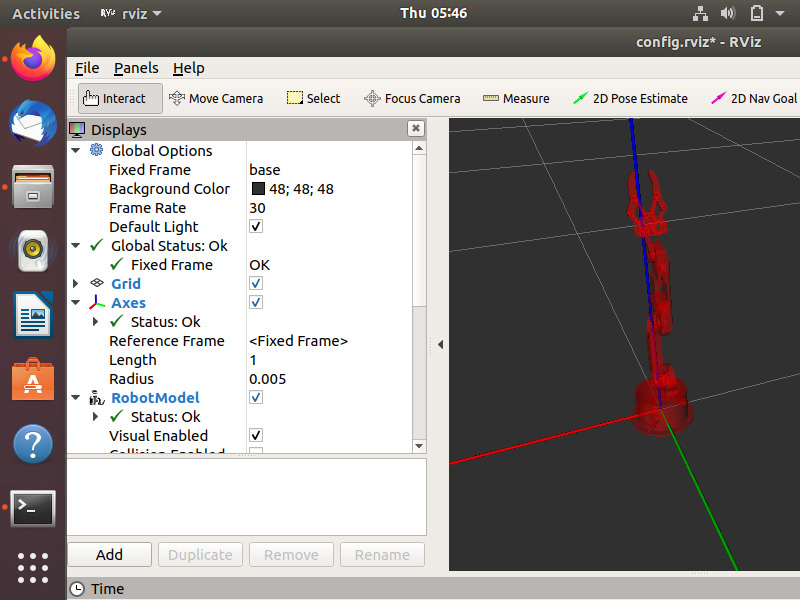 Activities RViz rviz Thu 05:46
config.rviz* - RViz
File Panels Help
Interact Move Camera Select Focus Camera Measure 2D Pose Estimate 2D Nav Goal
Displays
Global Options
Fixed Frame base
Background Color 48; 48; 48
Frame Rate 30
Default Light
Global Status: Ok
Fixed Frame OK
Grid
Axes
Status: Ok
Reference Frame <Fixed Frame>
Length 1
Radius 0.005
RobotModel
Status: Ok
Visual Enabled
Collision Enabled
Add Duplicate Remove Rename
Time